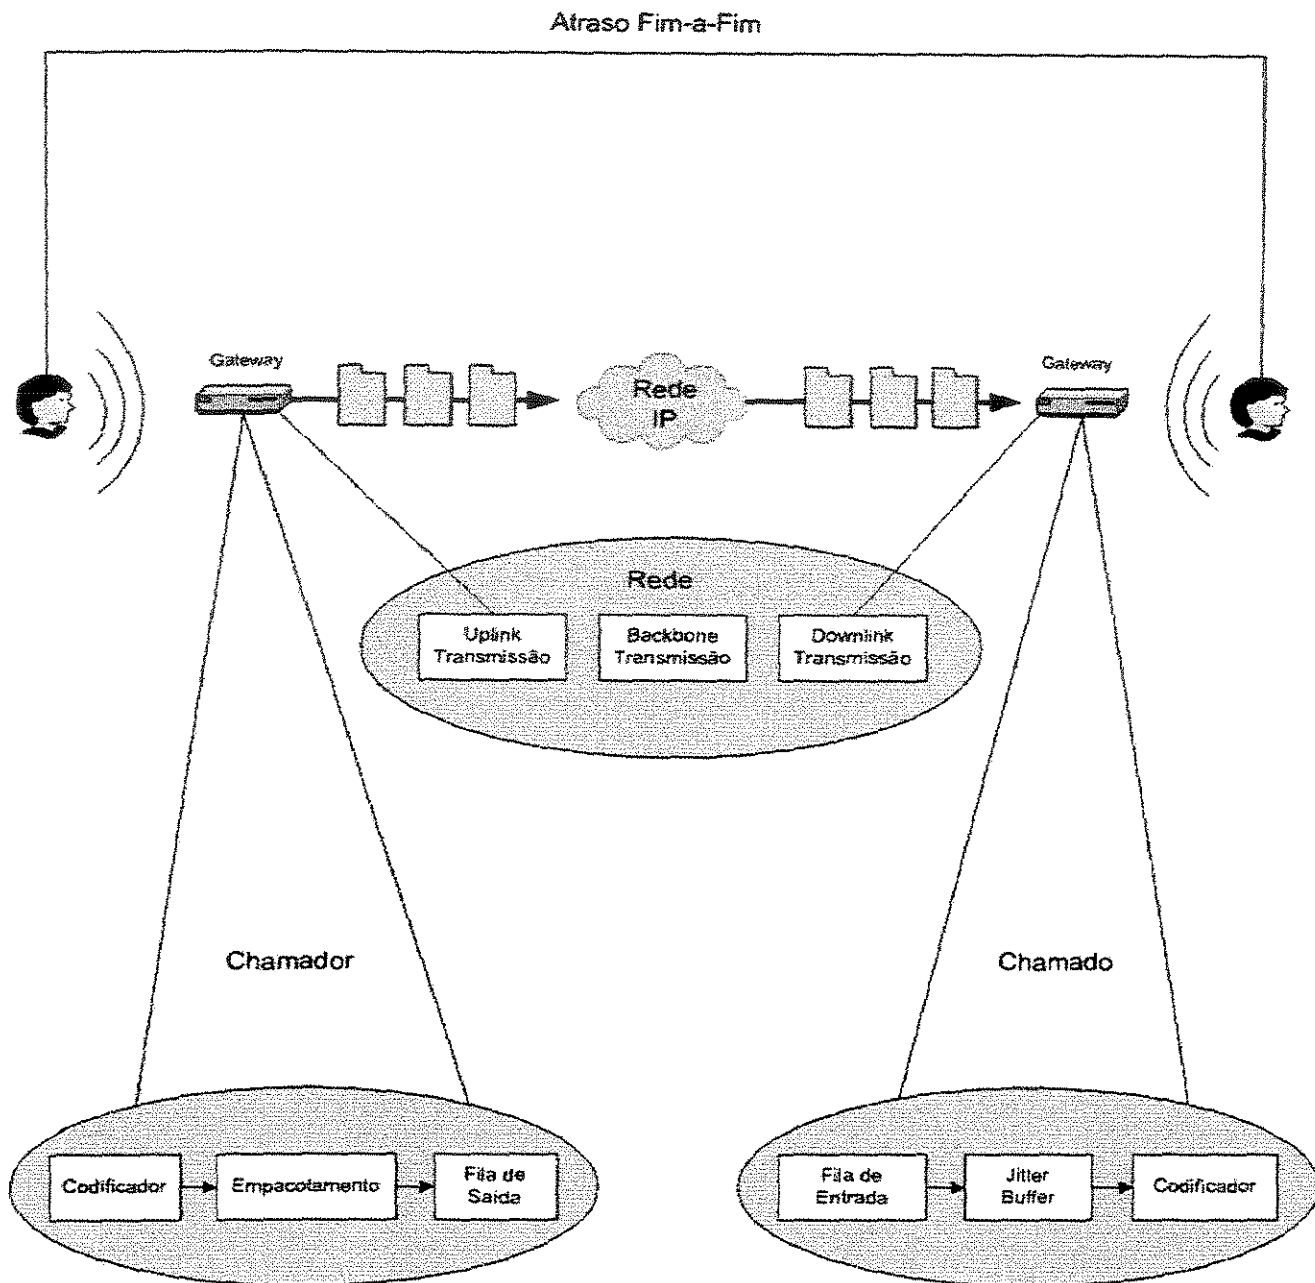 Atraso Fim-a-Fim
Gateway
Rede
IP
Gateway
Rede
Uplink
Transmissão
Backbone
Transmissão
Downlink
Transmissão
Chamador
Chamado
Codificador
Empacotamento
Fila de
Saída
Fila de
Entrada
Jitter
Buffer
Codificador